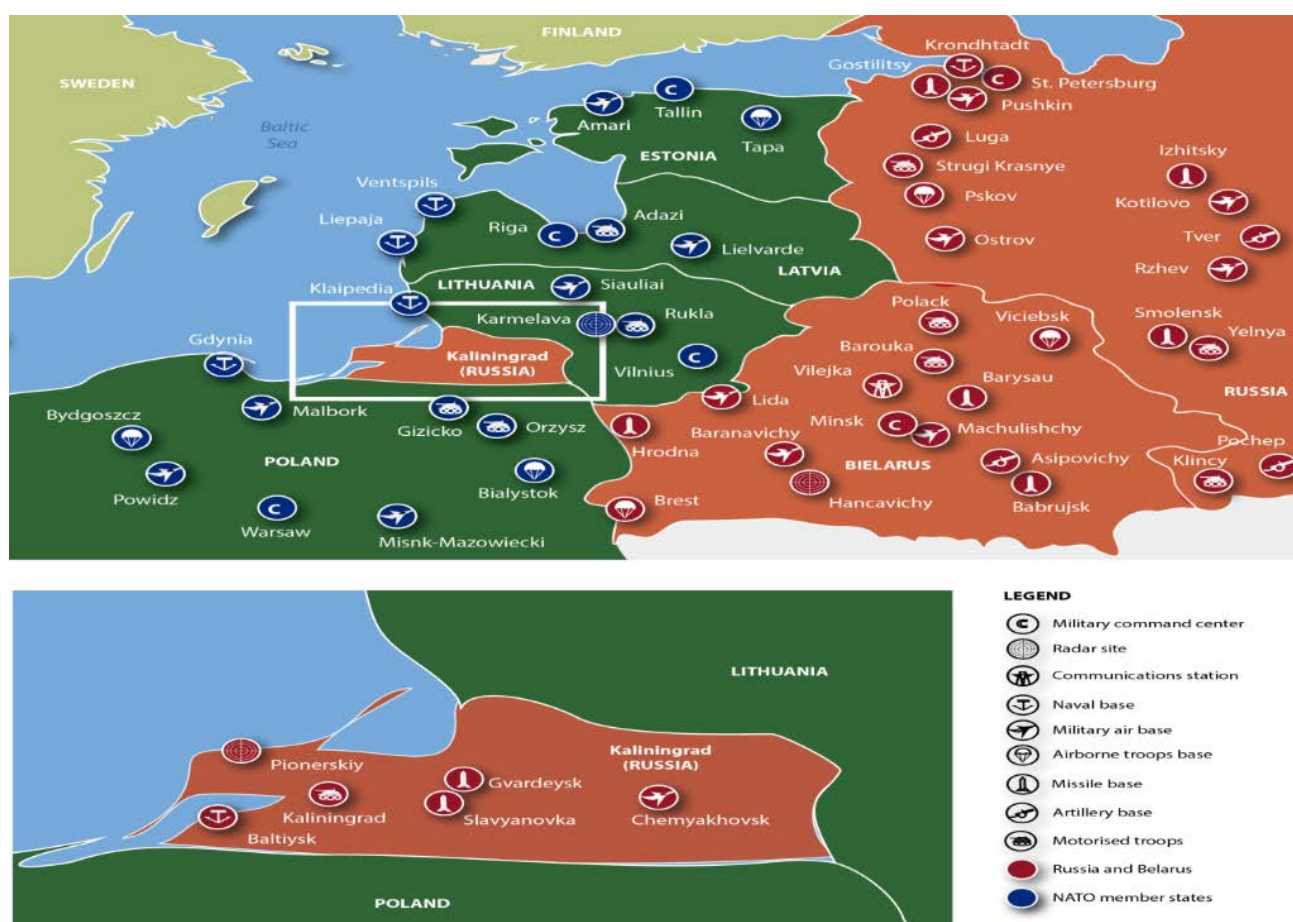 FINLAND
SWEDEN
Baltic
Sea
Krondhtadt
Gostilitsy
St. Petersburg
Pushkin
Amari
Tallin
Tapa
ESTONIA
Luga
Strugi Krasnye
Pskov
Ostrov
Izhitsky
Kotilovo
Tver
Rzhev
Ventspils
Liepaja
Riga
Adazi
Lielvarde
LATVIA
Klaipedia
LITHUANIA
Siauliai
Karmelava
Rukla
Vilnius
Kaliningrad
(RUSSIA)
Gdynia
Malbork
Bydgoszcz
Powidz
POLAND
Warsaw
Gizicko
Orzysz
Bialystok
Misnk-Mazowiecki
Polack
Viciebsk
Barouka
Vilejka
Barysau
Lida
Minsk
Machulishchy
Hrodna
Baranavichy
BIELARUS
Asipovichy
Brest
Hancavichy
Babrujsk
Smolensk
Yelnya
RUSSIA
Pochep
Klincy
LITHUANIA
Kaliningrad
(RUSSIA)
Pionerskiy
Kaliningrad
Baltiysk
Gvardeysk
Slavyanovka
Chemyakhovsk
POLAND
LEGEND
C Military command center
Radar site
Communications station
Naval base
Military air base
Airborne troops base
Missile base
Artillery base
Motorised troops
Russia and Belarus
NATO member states